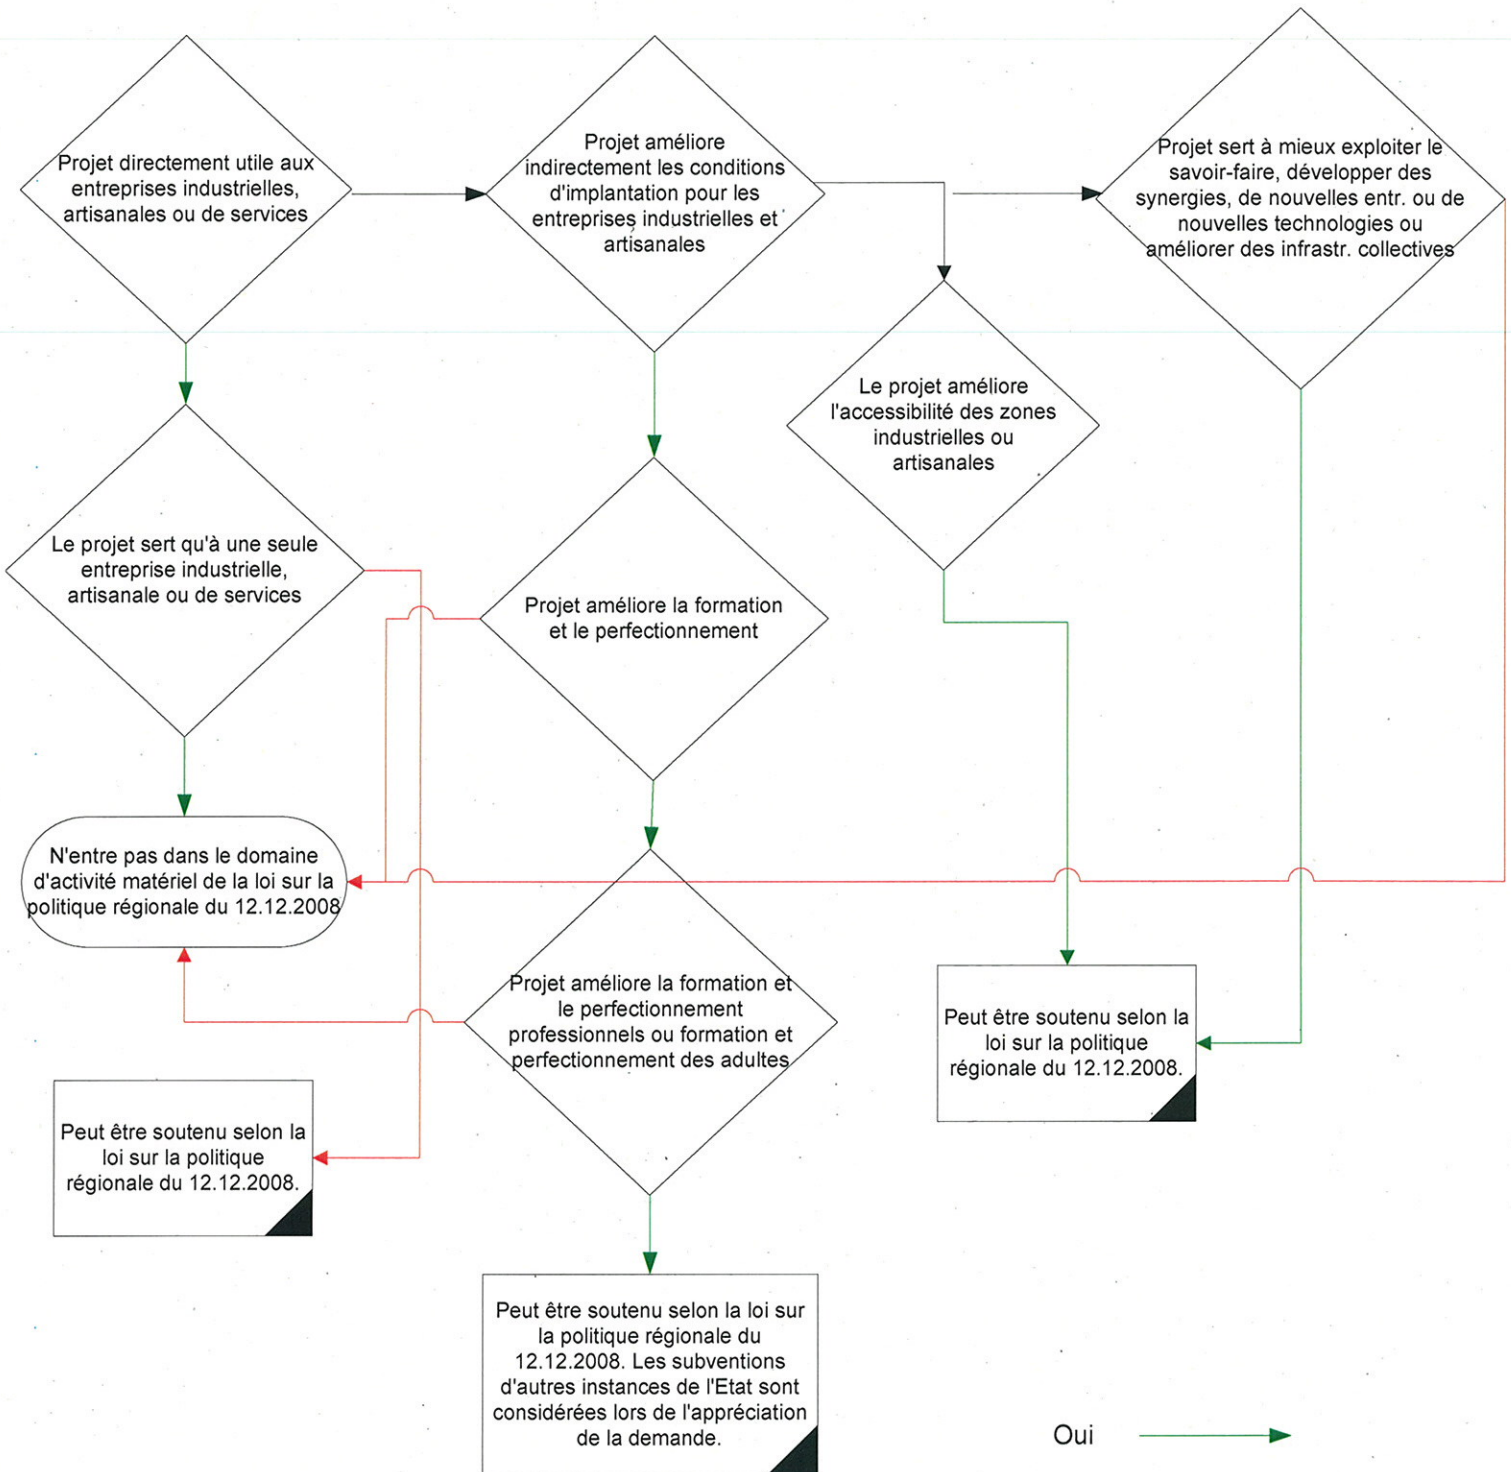 Projet directement utile aux
entreprises industrielles,
artisanales ou de services
Projet améliore
indirectement les conditions
d'implantation pour les
entreprises industrielles et
artisanales
Projet sert à mieux exploiter le
savoir-faire, développer des
synergies, de nouvelles entr. ou de
nouvelles technologies ou
améliorer des infrastr. collectives
Le projet améliore
l'accessibilité des zones
industrielles ou
artisanales
Le projet sert qu'à une seule
entreprise industrielle,
artisanale ou de services
Projet améliore la formation
et le perfectionnement
N'entre pas dans le domaine
d'activité matériel de la loi sur la
politique régionale du 12.12.2008
Projet améliore la formation et
le perfectionnement
professionnels ou formation et
perfectionnement des adultes
Peut être soutenu selon la
loi sur la politique
régionale du 12.12.2008.
Peut être soutenu selon la
loi sur la politique
régionale du 12.12.2008.
Peut être soutenu selon la loi sur
la politique régionale du
12.12.2008. Les subventions
d'autres instances de l'Etat sont
considérées lors de l'appréciation
de la demande.
Oui